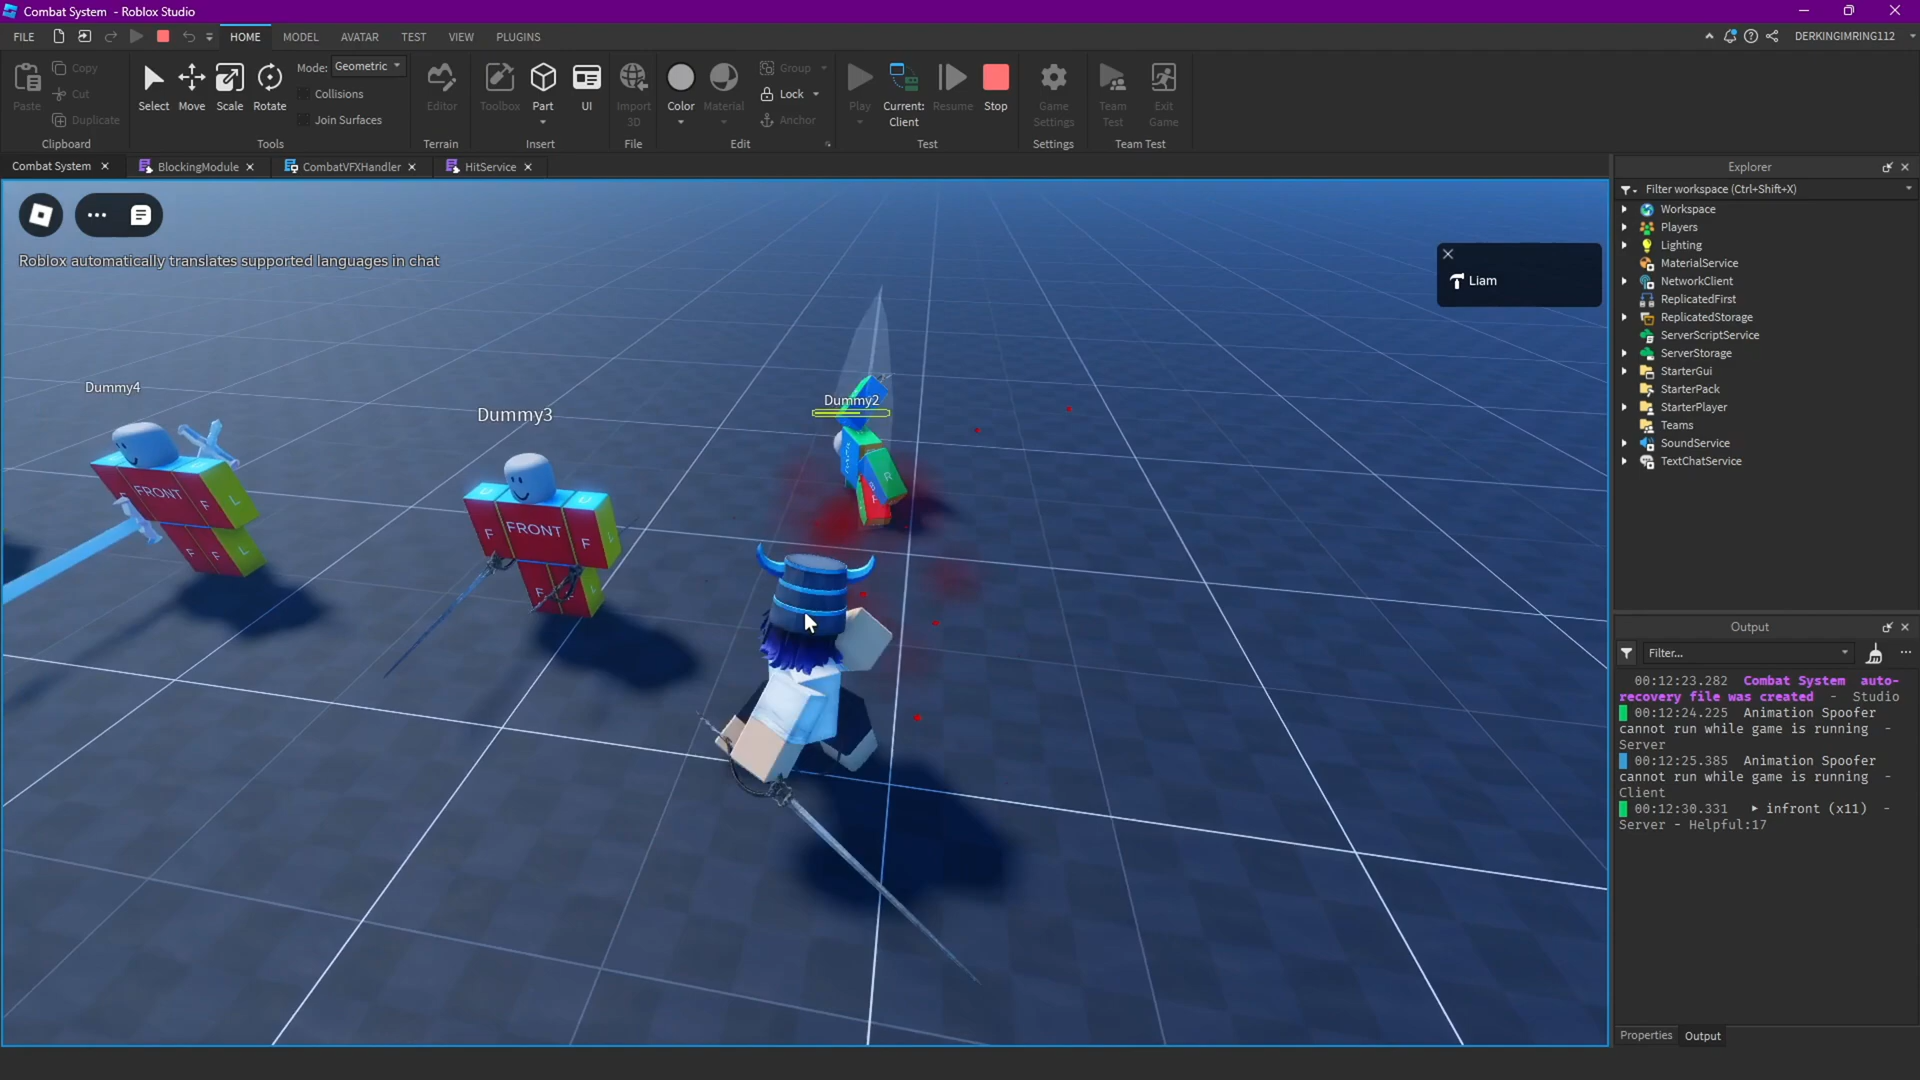 Combat System - Roblox Studio
FILE HOME MODEL AVATAR TEST VIEW PLUGINS
DERKINGIMRING112
Paste
Copy
Cut
Duplicate
Clipboard
Select Move Scale Rotate
Mode: Geometric
Collisions
Join Surfaces
Tools
Editor
Terrain
Toolbox Part UI
Insert
Import
3D
File
Color Material
Group
Lock
Anchor
Edit
Play
Current:
Client
Resume Stop
Test
Game
Settings
Settings
Team
Test
Exit
Game
Team Test
Combat System BlockingModule CombatVFXHandler HitService
Roblox automatically translates supported languages in chat
Liam
Dummy4
Dummy3
Dummy2
FRONT F L
F F L
F FRONT F L
F F
R
Explorer
Filter workspace (Ctrl+Shift+X)
Workspace
Players
Lighting
MaterialService
NetworkClient
ReplicatedFirst
ReplicatedStorage
ServerScriptService
ServerStorage
StarterGui
StarterPack
StarterPlayer
Teams
SoundService
TextChatService
Output
Filter...
00:12:23.282 Combat System auto-
recovery file was created - Studio
00:12:24.225 Animation Spoofer
cannot run while game is running -
Server
00:12:25.385 Animation Spoofer
cannot run while game is running -
Client
00:12:30.331 ▸ infront (x11) -
Server - Helpful:17
Properties Output